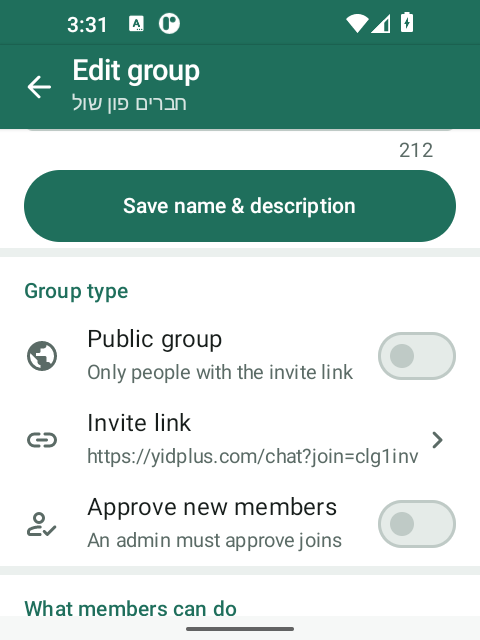 3:31
Edit group
חברים פון שול
212
Save name & description
Group type
Public group
Only people with the invite link
Invite link
https://yidplus.com/chat?join=clg1inv
Approve new members
An admin must approve joins
What members can do